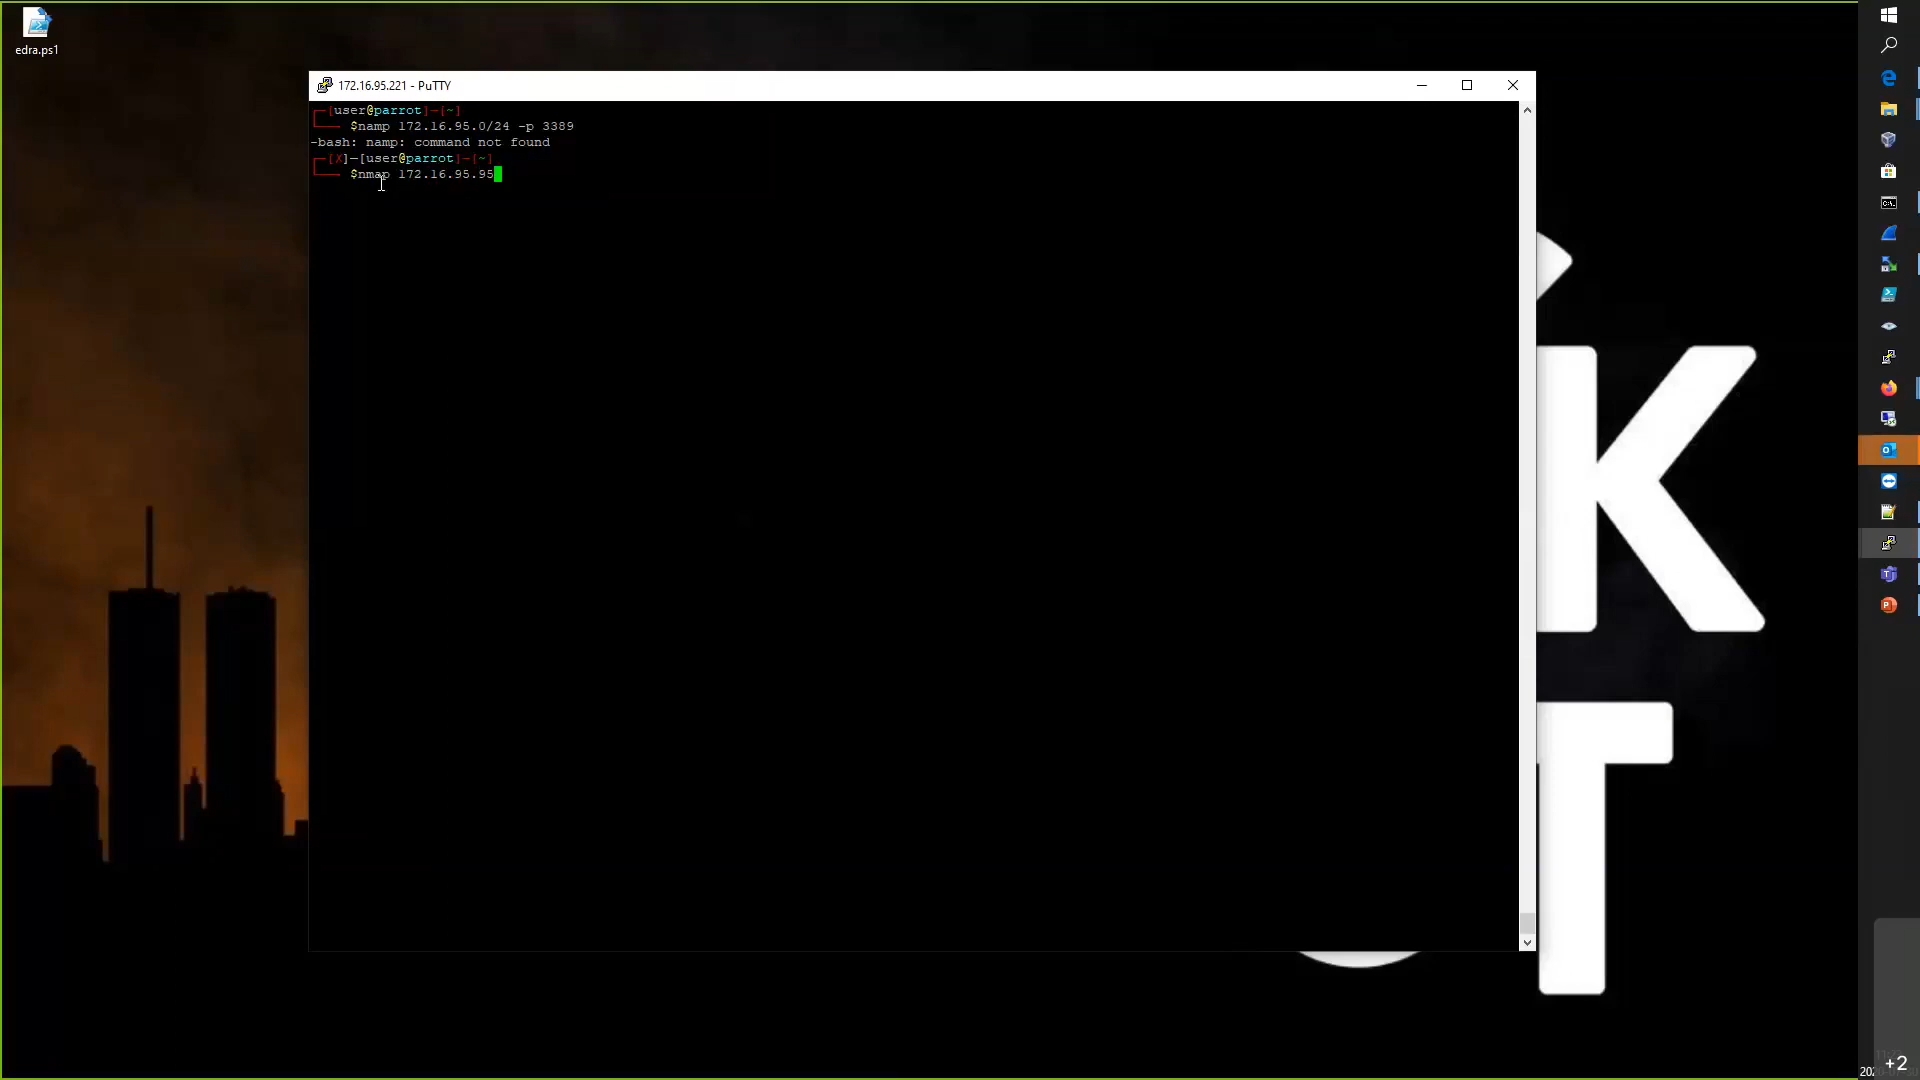 edra.ps1
172.16.95.221 - PuTTY
[user@parrot]-[~]
$namp 172.16.95.0/24 -p 3389
-bash: namp: command not found
[X]-[user@parrot]-[~]
$nmap 172.16.95.95
K
T
+2